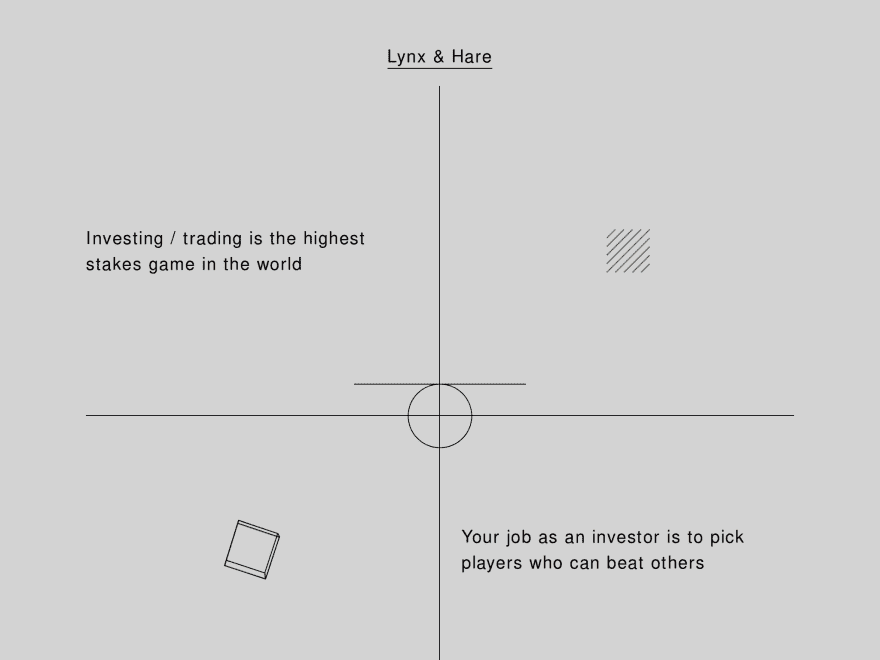 Lynx & Hare
Investing / trading is the highest
stakes game in the world
Your job as an investor is to pick
players who can beat others